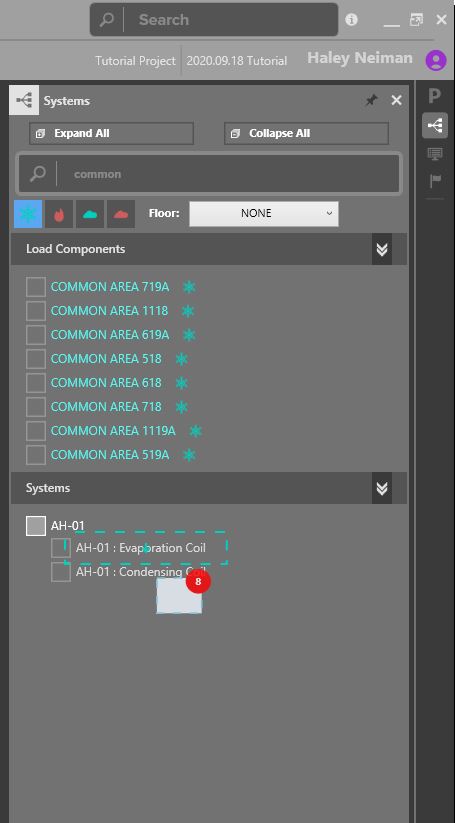 Search
Tutorial Project 2020.09.18 Tutorial Haley Neiman
Systems
P
Expand All Collapse All
common
Floor: NONE
Load Components
COMMON AREA 719A
COMMON AREA 1118
COMMON AREA 619A
COMMON AREA 518
COMMON AREA 618
COMMON AREA 718
COMMON AREA 1119A
COMMON AREA 519A
Systems
AH-01
AH-01 : Evaporation Coil
AH-01 : Condensing Coil
8